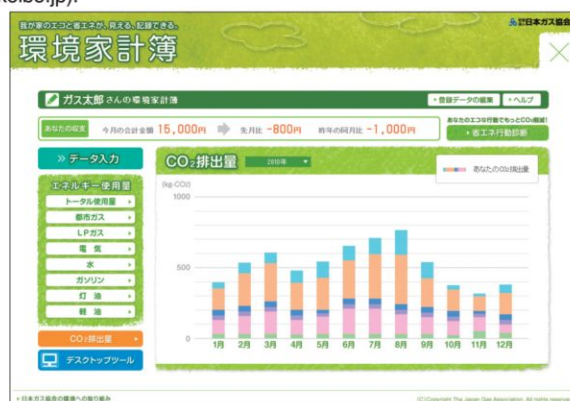 keibo.jp).
我が家のエコと省エネが、見える、記録できる。
環境家計簿
日本ガス協会
ガス太郎さんの環境家計簿
登録データの編集
ヘルプ
あなたの収支
今月の合計金額 15,000円
先月比 -800円
昨年の同月比 -1,000円
あなたのエコな行動でもっとCO₂削減!
省エネ行動診断
データ入力
エネルギー使用量
トータル使用量
都市ガス
LPガス
電気
水
ガソリン
灯油
軽油
CO₂排出量
デスクトップツール
CO₂排出量
2010年
あなたのCO₂排出量
(kg-CO2)
1000
500
0
1月 2月 3月 4月 5月 6月 7月 8月 9月 10月 11月 12月
日本ガス協会の環境への取り組み
(C)Copyright The Japan Gas Association. All rights reserved.